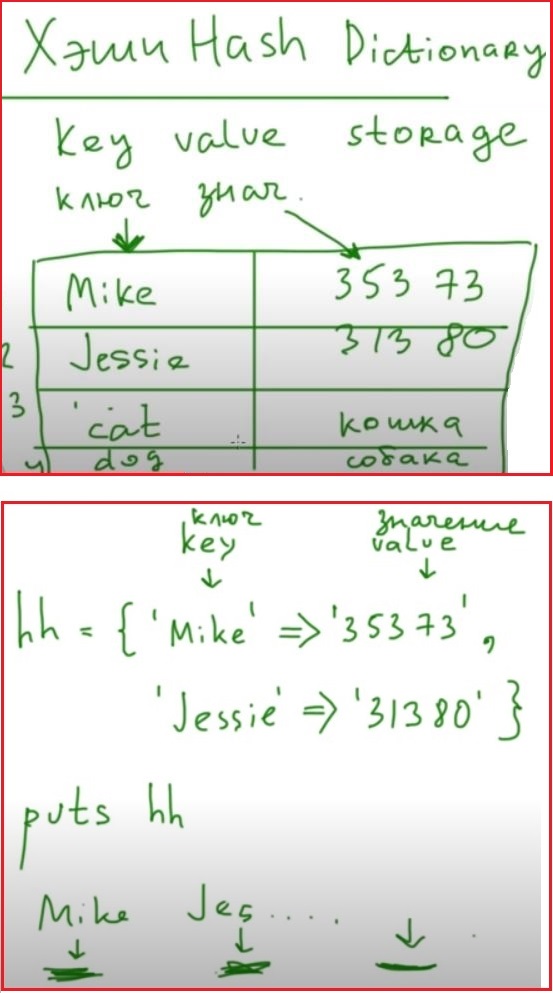 Хэши Hash Dictionary
Key value storage
ключ знач.
Mike 353 73
2 Jessie 313 80
3 'cat кошка
4 dog собака
ключ значение
key value
hh = { 'Mike' => '35373',
'Jessie' => '31380' }
puts hh
Mike Jes.....